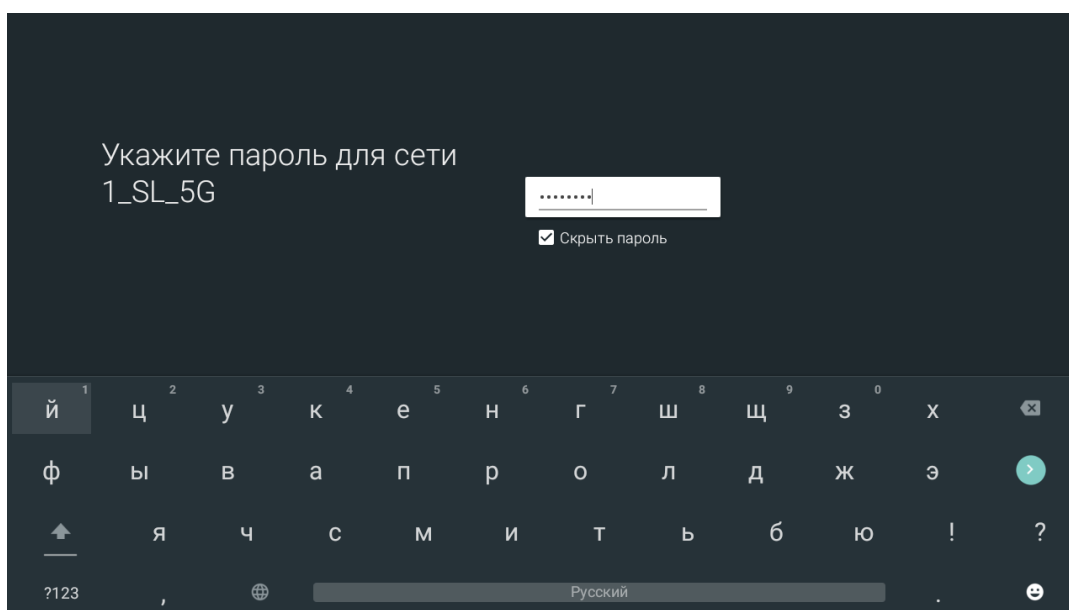 Укажите пароль для сети
1_SL_5G
••••••••
Скрыть пароль
й 1 ц 2 у 3 к 4 е 5 н 6 г 7 ш 8 щ 9 з 0 х
ф ы в а п р о л д ж э
я ч с м и т ь б ю ! ?
?123 , Русский .